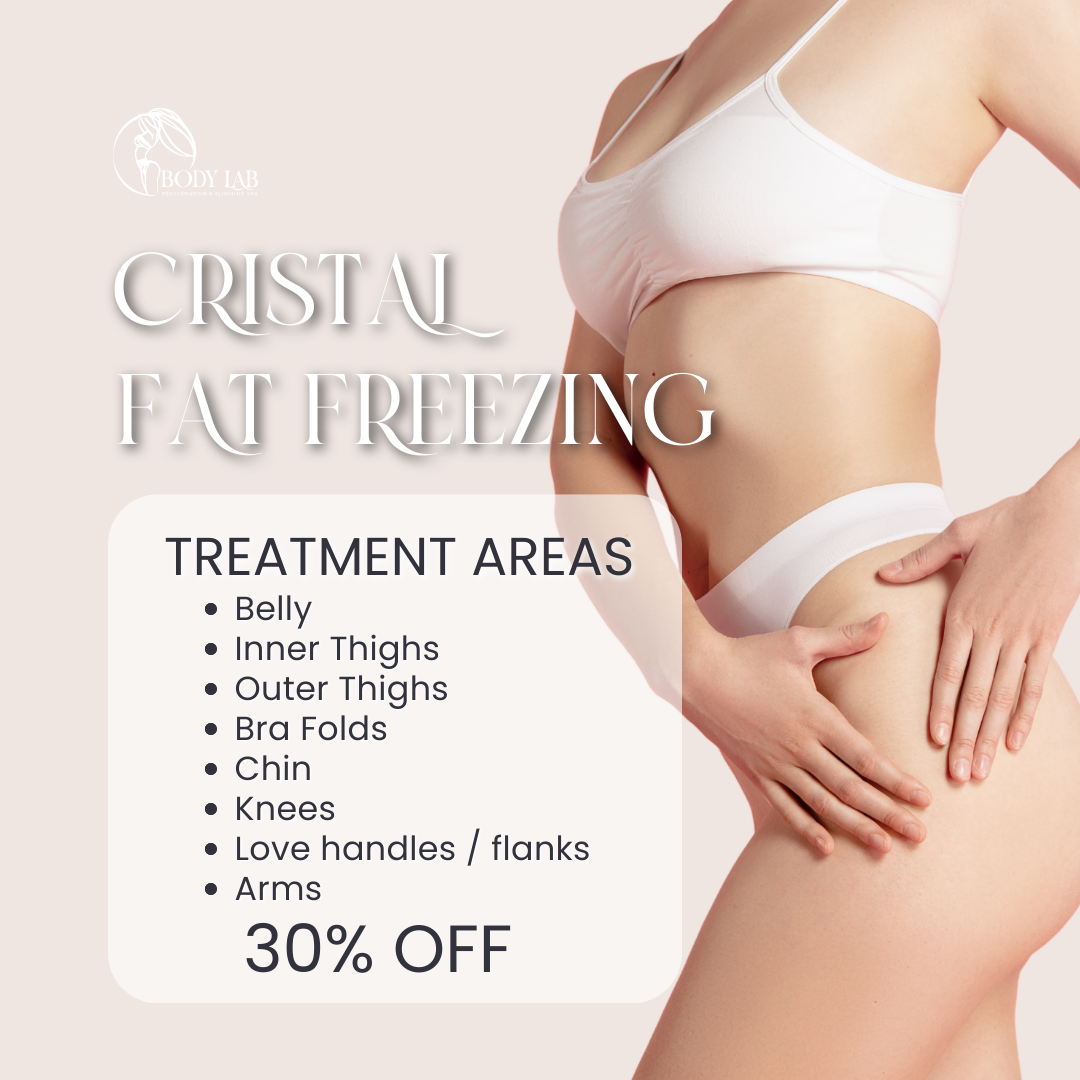 BODY LAB
CRISTAL
FAT FREEZING
TREATMENT AREAS
Belly
Inner Thighs
Outer Thighs
Bra Folds
Chin
Knees
Love handles / flanks
Arms
30% OFF